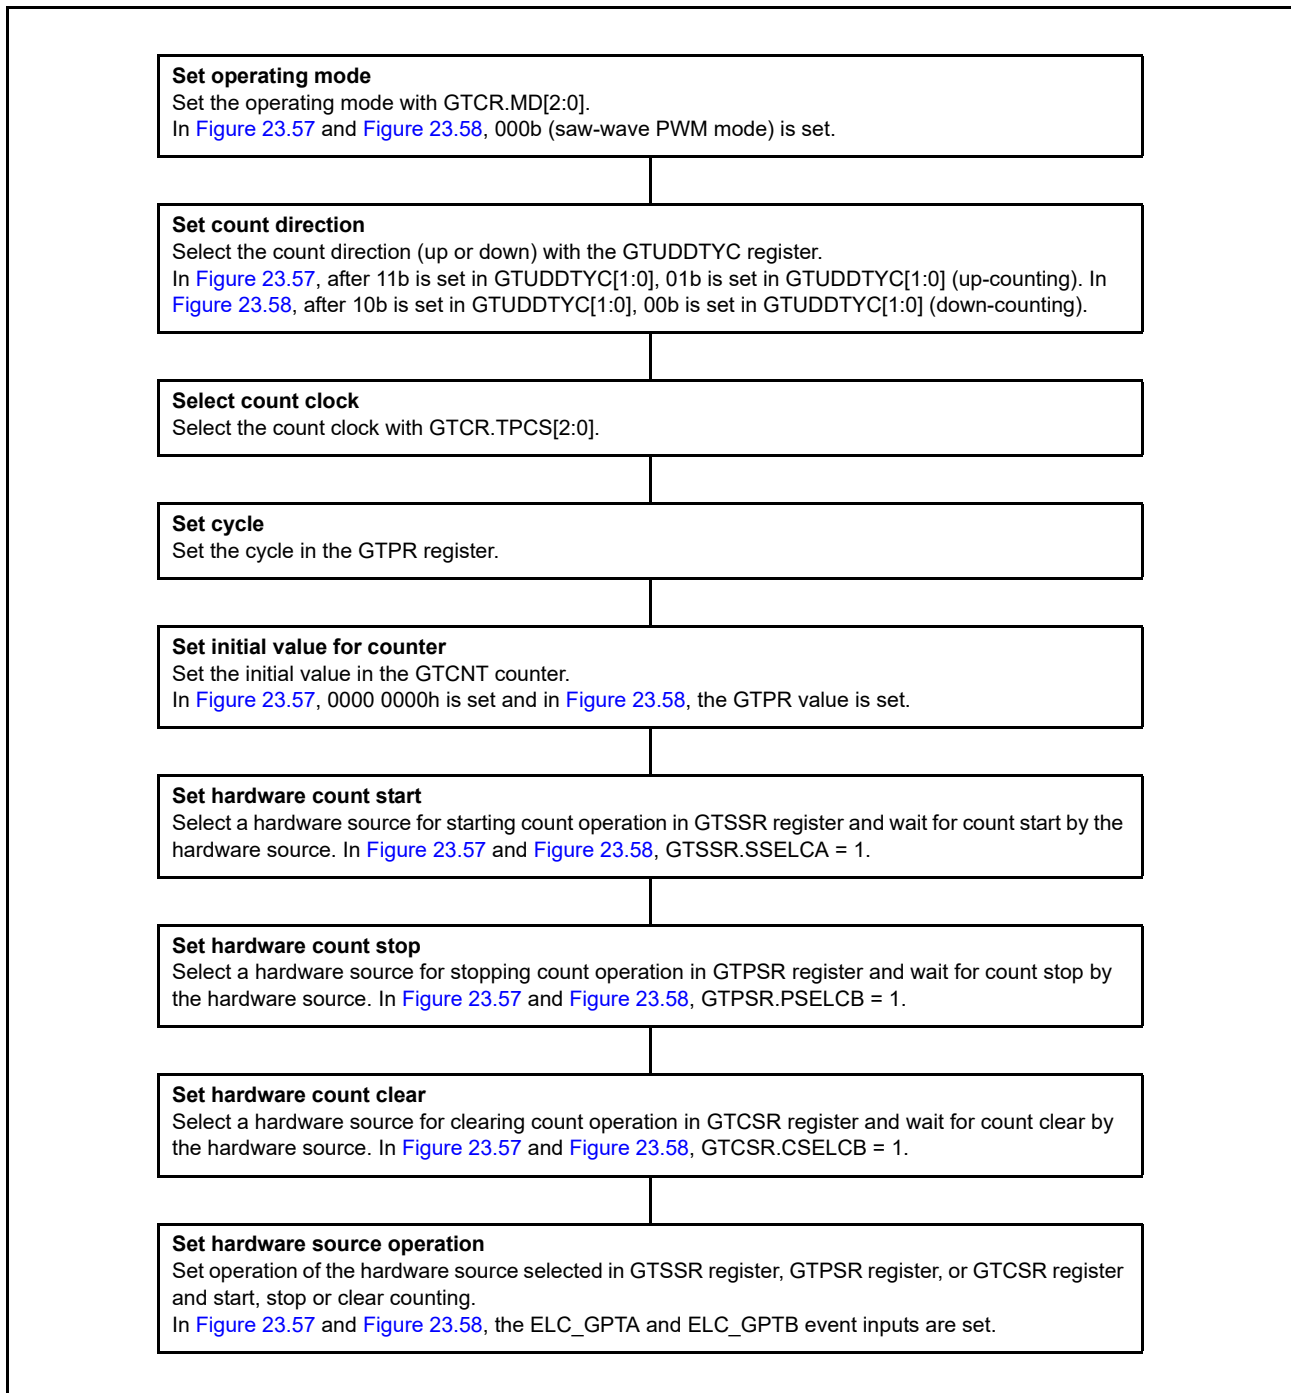 Set operating mode
Set the operating mode with GTCR.MD[2:0].
In Figure 23.57 and Figure 23.58, 000b (saw-wave PWM mode) is set.
Set count direction
Select the count direction (up or down) with the GTUDDTYC register.
In Figure 23.57, after 11b is set in GTUDDTYC[1:0], 01b is set in GTUDDTYC[1:0] (up-counting). In
Figure 23.58, after 10b is set in GTUDDTYC[1:0], 00b is set in GTUDDTYC[1:0] (down-counting).
Select count clock
Select the count clock with GTCR.TPCS[2:0].
Set cycle
Set the cycle in the GTPR register.
Set initial value for counter
Set the initial value in the GTCNT counter.
In Figure 23.57, 0000 0000h is set and in Figure 23.58, the GTPR value is set.
Set hardware count start
Select a hardware source for starting count operation in GTSSR register and wait for count start by the
hardware source. In Figure 23.57 and Figure 23.58, GTSSR.SSELCA = 1.
Set hardware count stop
Select a hardware source for stopping count operation in GTPSR register and wait for count stop by
the hardware source. In Figure 23.57 and Figure 23.58, GTPSR.PSELCB = 1.
Set hardware count clear
Select a hardware source for clearing count operation in GTCSR register and wait for count clear by
the hardware source. In Figure 23.57 and Figure 23.58, GTCSR.CSELCB = 1.
Set hardware source operation
Set operation of the hardware source selected in GTSSR register, GTPSR register, or GTCSR register
and start, stop or clear counting.
In Figure 23.57 and Figure 23.58, the ELC_GPTA and ELC_GPTB event inputs are set.